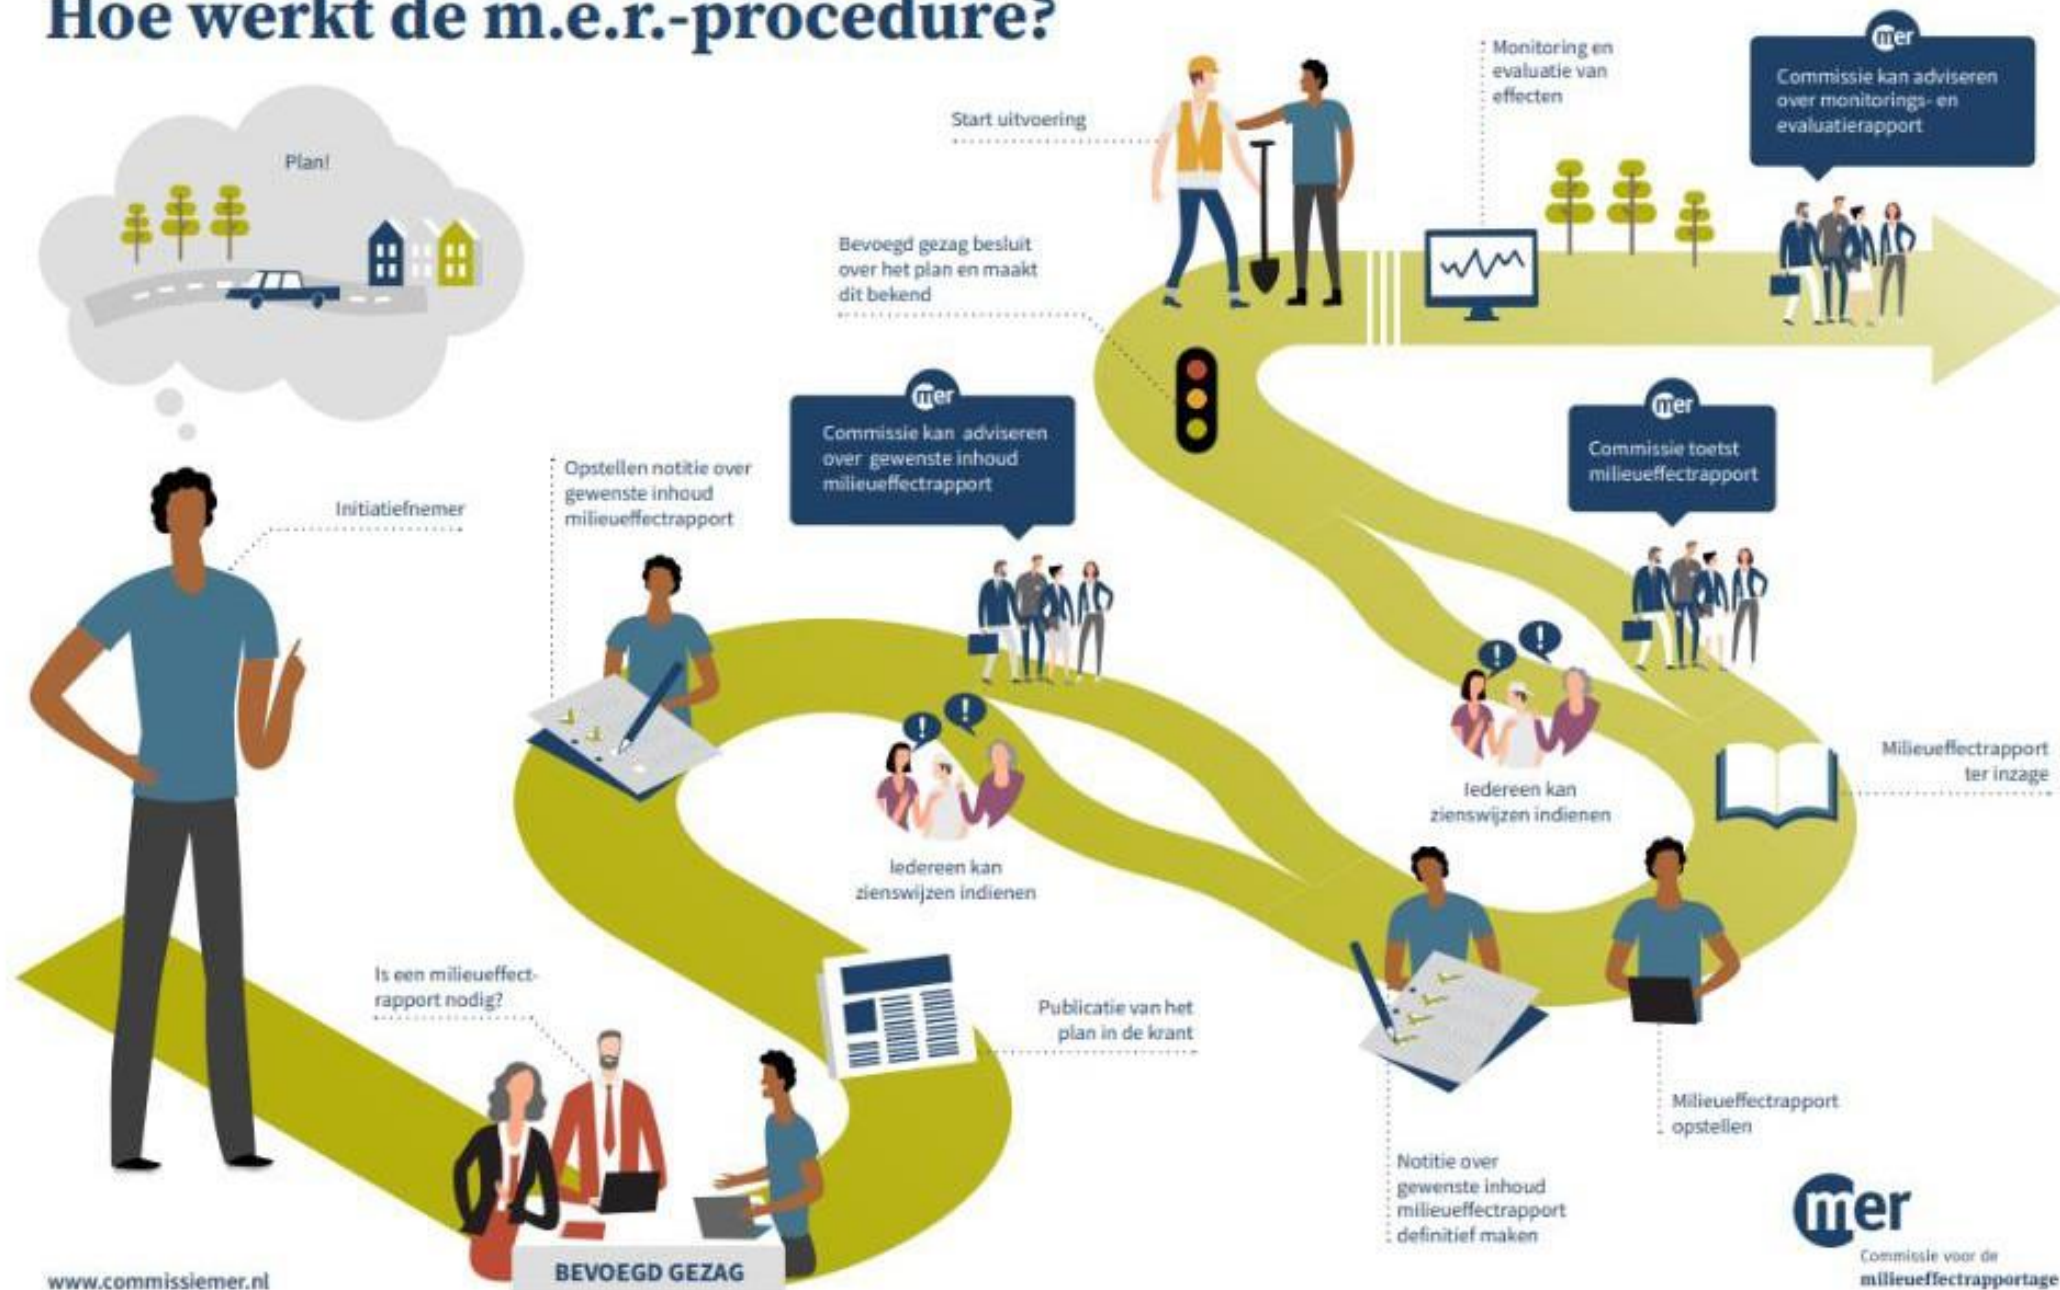 Hoe werkt de m.e.r.-procedure?
Plan!
Initiatiefnemer
Is een milieueffect-
rapport nodig?
BEVOEGD GEZAG
Publicatie van het
plan in de krant
Opstellen notitie over
gewenste inhoud
milieueffectrapport
mer
Commissie kan adviseren
over gewenste inhoud
milieueffectrapport
Iedereen kan
zienswijzen indienen
Notitie over
gewenste inhoud
milieueffectrapport
definitief maken
Milieueffectrapport
opstellen
Milieueffectrapport
ter inzage
mer
Commissie toetst
milieueffectrapport
Iedereen kan
zienswijzen indienen
Bevoegd gezag besluit
over het plan en maakt
dit bekend
Start uitvoering
Monitoring en
evaluatie van
effecten
mer
Commissie kan adviseren
over monitorings- en
evaluatierapport
www.commissiemer.nl
mer
Commissie voor de
milieueffectrapportage